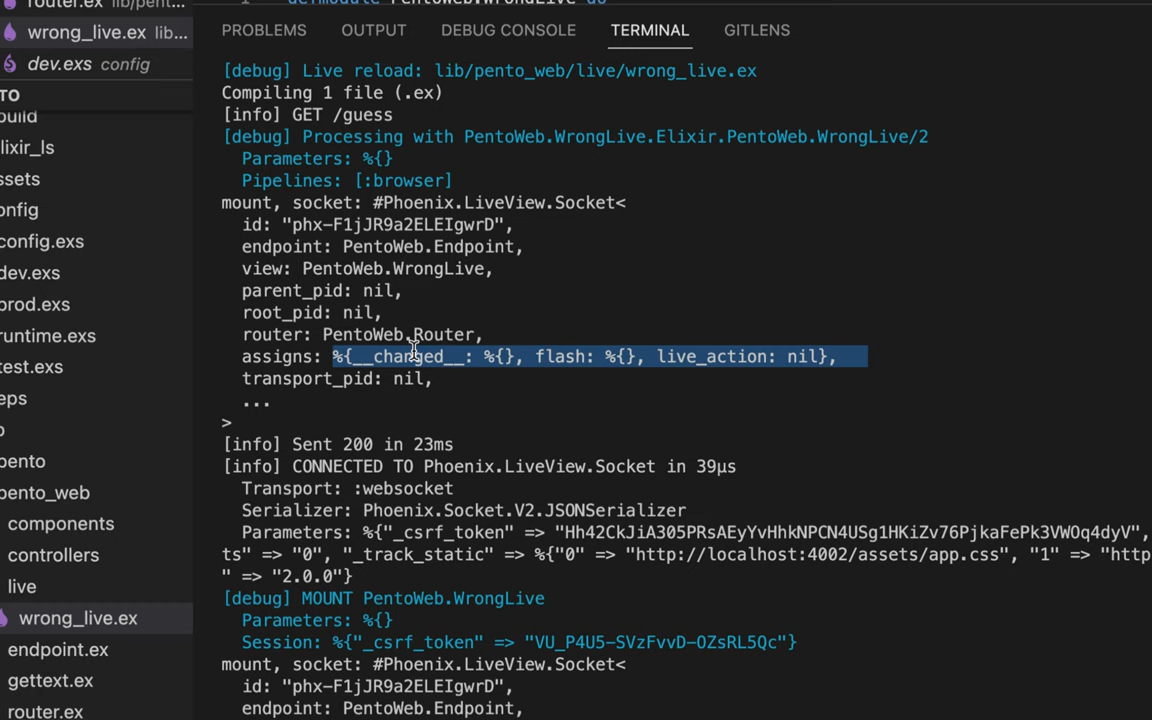 router.ex lib/pent...
1 defmodule PentoWeb.WrongLive do
wrong_live.ex lib...
dev.exs config
TO
build
lixir_ls
ssets
onfig
config.exs
dev.exs
prod.exs
runtime.exs
test.exs
eps
b
pento
pento_web
components
controllers
live
wrong_live.ex
endpoint.ex
gettext.ex
router.ex
PROBLEMS OUTPUT DEBUG CONSOLE TERMINAL GITLENS
[debug] Live reload: lib/pento_web/live/wrong_live.ex
Compiling 1 file (.ex)
[info] GET /guess
[debug] Processing with PentoWeb.WrongLive.Elixir.PentoWeb.WrongLive/2
  Parameters: %{}
  Pipelines: [:browser]
mount, socket: #Phoenix.LiveView.Socket<
  id: "phx-F1jJR9a2ELEIgwrD",
  endpoint: PentoWeb.Endpoint,
  view: PentoWeb.WrongLive,
  parent_pid: nil,
  root_pid: nil,
  router: PentoWeb.Router,
  assigns: %{__changed__: %{}, flash: %{}, live_action: nil},
  transport_pid: nil,
  ...
>
[info] Sent 200 in 23ms
[info] CONNECTED TO Phoenix.LiveView.Socket in 39µs
  Transport: :websocket
  Serializer: Phoenix.Socket.V2.JSONSerializer
  Parameters: %{"_csrf_token" => "Hh42CkJiA305PRsAEyYvHhkNPCN4USg1HKiZv76PjkaFePk3VWOq4dyV",
ts" => "0", "_track_static" => %{"0" => "http://localhost:4002/assets/app.css", "1" => "http
" => "2.0.0"}
[debug] MOUNT PentoWeb.WrongLive
  Parameters: %{}
  Session: %{"_csrf_token" => "VU_P4U5-SVzFvvD-OZsRL5Qc"}
mount, socket: #Phoenix.LiveView.Socket<
  id: "phx-F1jJR9a2ELEIgwrD",
  endpoint: PentoWeb.Endpoint,